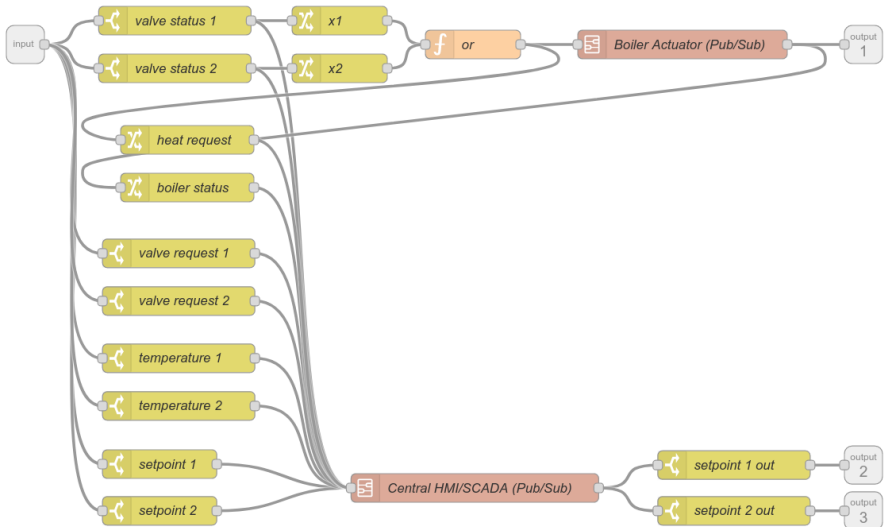 input
valve status 1
x1
or
Boiler Actuator (Pub/Sub)
output
1
valve status 2
x2
heat request
boiler status
valve request 1
valve request 2
temperature 1
temperature 2
setpoint 1
setpoint 2
Central HMI/SCADA (Pub/Sub)
setpoint 1 out
output
2
setpoint 2 out
output
3